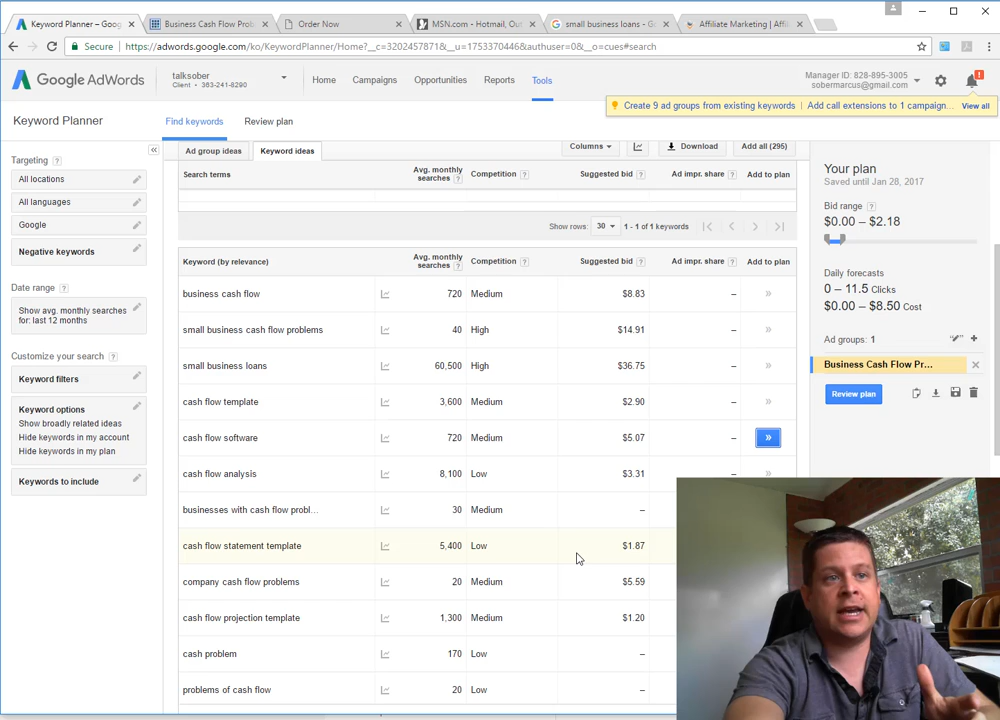 Keyword Planner – Goog
Business Cash Flow Prob
Order Now
MSN.com - Hotmail, Out
small business loans - Go
Affiliate Marketing | Affi
Secure
https://adwords.google.com/ko/KeywordPlanner/Home?__c=3202457871&__u=1753370446&authuser=0&__o=cues#search
Google AdWords
talksober
Client • 363-241-8290
Home
Campaigns
Opportunities
Reports
Tools
Manager ID: 828-895-3005
sobermarcus@gmail.com
Create 9 ad groups from existing keywords | Add call extensions to 1 campaign... View all
Keyword Planner
Find keywords
Review plan
Targeting ?
All locations
All languages
Google
Negative keywords
Date range ?
Show avg. monthly searches
for: last 12 months
Customize your search ?
Keyword filters
Keyword options
Show broadly related ideas
Hide keywords in my account
Hide keywords in my plan
Keywords to include
Ad group ideas
Keyword ideas
Columns
Download
Add all (295)
Search terms
Avg. monthly searches ?
Competition ?
Suggested bid ?
Ad impr. share ?
Add to plan
Show rows: 30 1 - 1 of 1 keywords
Keyword (by relevance)
Avg. monthly searches ?
Competition ?
Suggested bid ?
Ad impr. share ?
Add to plan
business cash flow 720 Medium $8.83 – »
small business cash flow problems 40 High $14.91 – »
small business loans 60,500 High $36.75 – »
cash flow template 3,600 Medium $2.90 – »
cash flow software 720 Medium $5.07 – »
cash flow analysis 8,100 Low $3.31 – »
businesses with cash flow probl... 30 Medium –
cash flow statement template 5,400 Low $1.87
company cash flow problems 20 Medium $5.59
cash flow projection template 1,300 Medium $1.20
cash problem 170 Low –
problems of cash flow 20 Low –
Your plan
Saved until Jan 28, 2017
Bid range ?
$0.00 – $2.18
Daily forecasts
0 – 11.5 Clicks
$0.00 – $8.50 Cost
Ad groups: 1
Business Cash Flow Pr...
Review plan